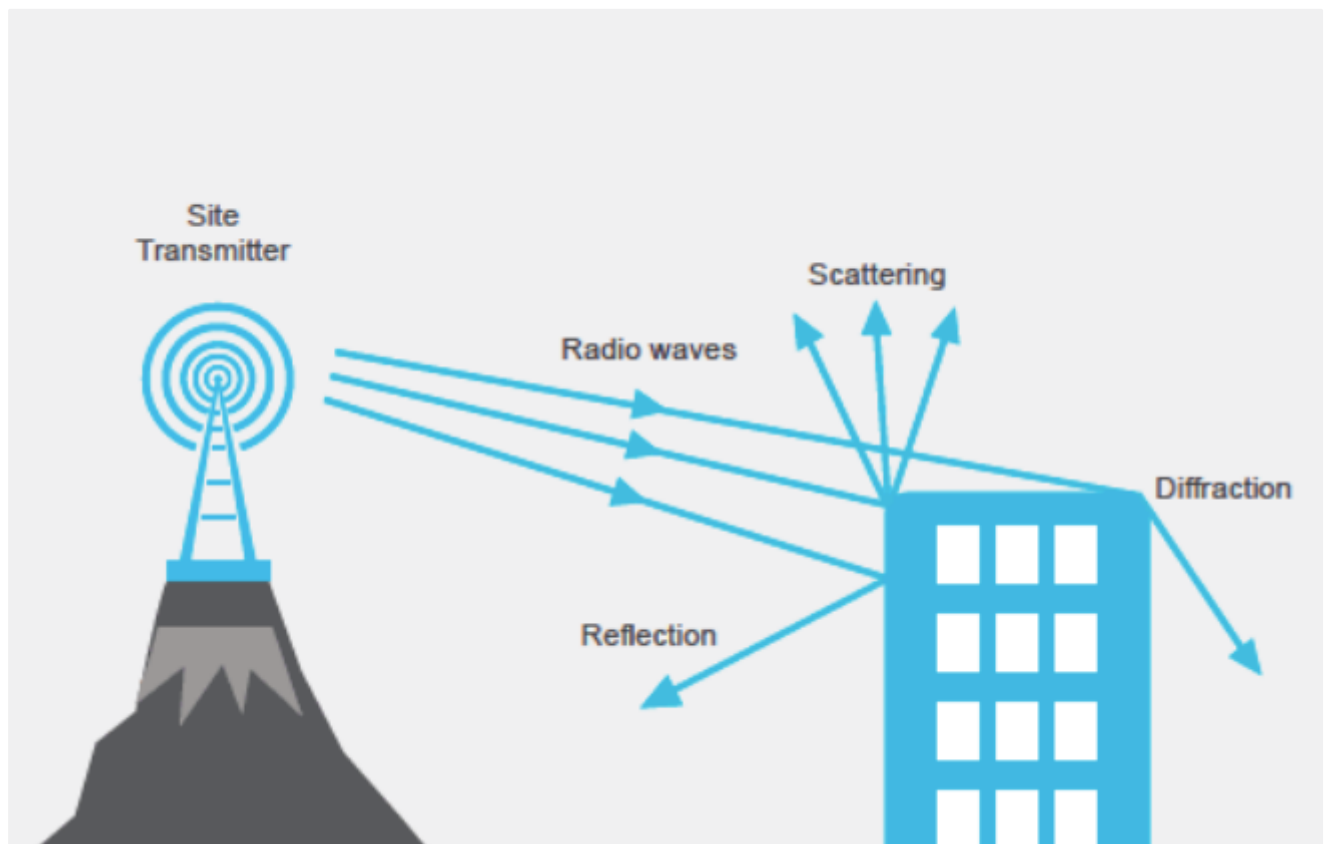 Site
Transmitter
Scattering
Radio waves
Diffraction
Reflection